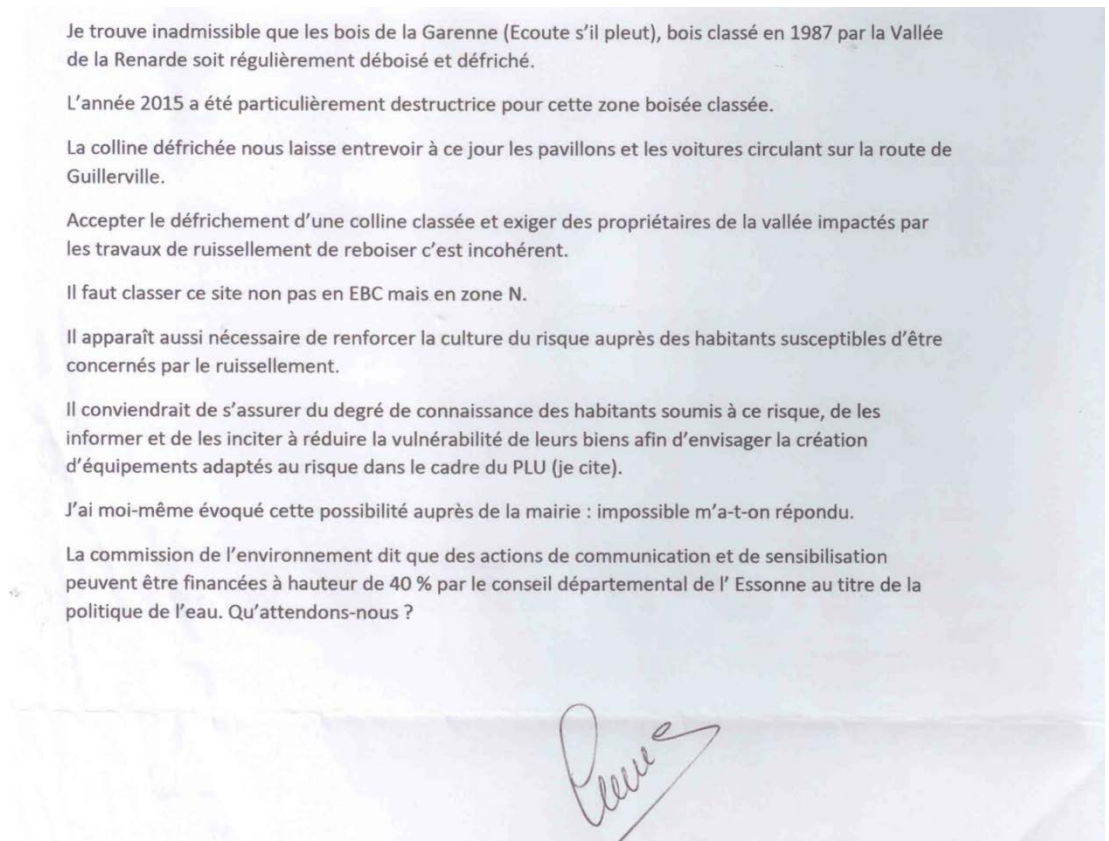 Je trouve inadmissible que les bois de la Garenne (Ecoute s'il pleut), bois classé en 1987 par la Vallée
de la Renarde soit régulièrement déboisé et défriché.
L'année 2015 a été particulièrement destructrice pour cette zone boisée classée.
La colline défrichée nous laisse entrevoir à ce jour les pavillons et les voitures circulant sur la route de
Guillerville.
Accepter le défrichement d'une colline classée et exiger des propriétaires de la vallée impactés par
les travaux de ruissellement de reboiser c'est incohérent.
Il faut classer ce site non pas en EBC mais en zone N.
Il apparaît aussi nécessaire de renforcer la culture du risque auprès des habitants susceptibles d'être
concernés par le ruissellement.
Il conviendrait de s'assurer du degré de connaissance des habitants soumis à ce risque, de les
informer et de les inciter à réduire la vulnérabilité de leurs biens afin d'envisager la création
d'équipements adaptés au risque dans le cadre du PLU (je cite).
J'ai moi-même évoqué cette possibilité auprès de la mairie : impossible m'a-t-on répondu.
La commission de l'environnement dit que des actions de communication et de sensibilisation
peuvent être financées à hauteur de 40 % par le conseil départemental de l' Essonne au titre de la
politique de l'eau. Qu'attendons-nous ?